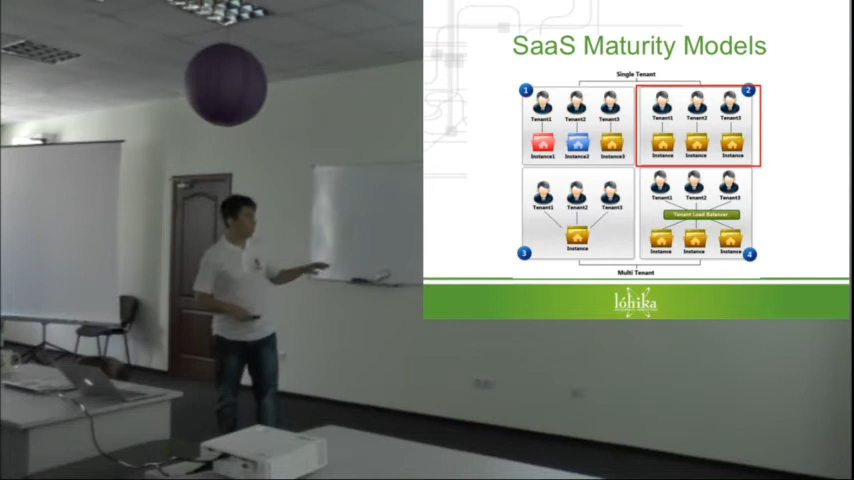 SaaS Maturity Models
Single Tenant
1
2
Tenant1 Tenant2 Tenant3
Tenant1 Tenant2 Tenant3
Instance1 Instance2 Instance3
Instance Instance Instance
Tenant1 Tenant2 Tenant3
Tenant1 Tenant2 Tenant3
Tenant Load Balancer
Instance
Instance Instance Instance
3
4
Multi Tenant
lóhika